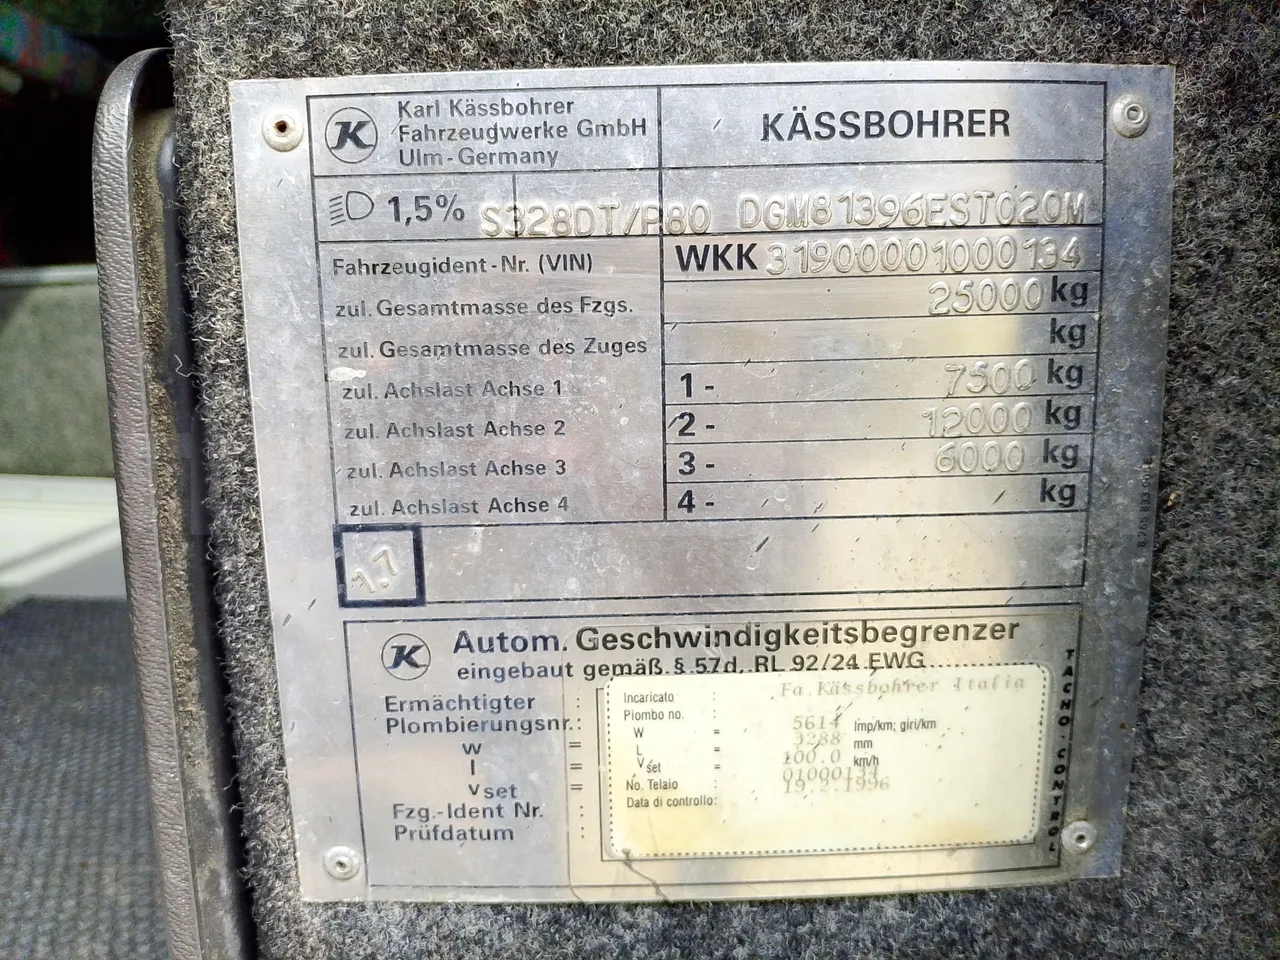 K
Karl Kässbohrer
Fahrzeugwerke GmbH
Ulm-Germany
KÄSSBOHRER
1,5% S328DT/P80 DGM81396EST020M
Fahrzeugident-Nr. (VIN) WKK 31900001000134
zul. Gesamtmasse des Fzgs. 25000 kg
zul. Gesamtmasse des Zuges kg
zul. Achslast Achse 1 1- 7500 kg
zul. Achslast Achse 2 2- 12000 kg
zul. Achslast Achse 3 3- 6000 kg
zul. Achslast Achse 4 4- kg
1.7
K
Autom. Geschwindigkeitsbegrenzer
eingebaut gemäß § 57d, RL 92/24 EWG
Ermächtigter :
Plombierungsnr.:
w =
l =
v set =
Fzg.-Ident Nr. :
Prüfdatum :
Incaricato : Fa. Kässbohrer Italia
Piombo no. :
W = 5614 Imp/km; giri/km
L = 3288 mm
V set = 100.0 km/h
No. Telaio : 01000134
Data di controllo: 19.2.1996
TACHO-CONTROL